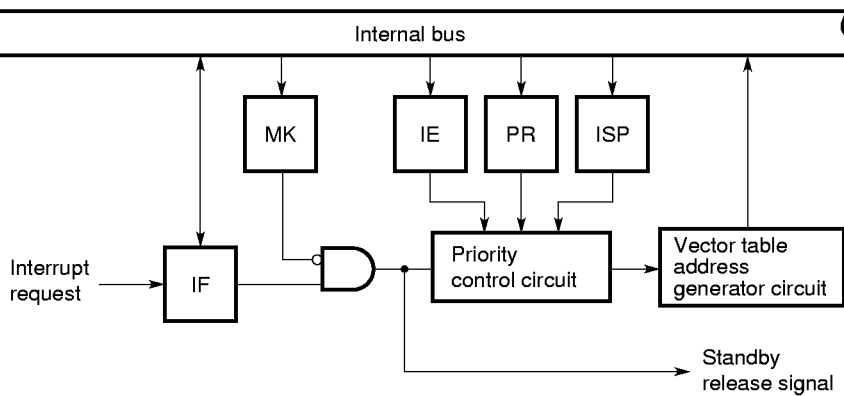 Internal bus
MK
IE
PR
ISP
Interrupt
request
IF
Priority
control circuit
Vector table
address
generator circuit
Standby
release signal